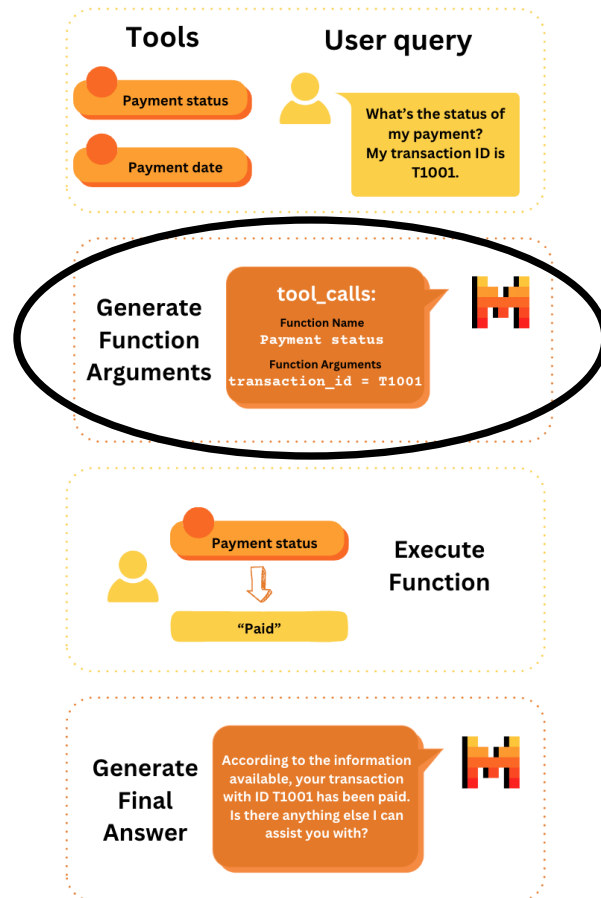 Tools
User query
Payment status
Payment date
What's the status of
my payment?
My transaction ID is
T1001.
Generate
Function
Arguments
tool_calls:
Function Name
Payment status
Function Arguments
transaction_id = T1001
Payment status
“Paid”
Execute
Function
Generate
Final
Answer
According to the information
available, your transaction
with ID T1001 has been paid.
Is there anything else I can
assist you with?